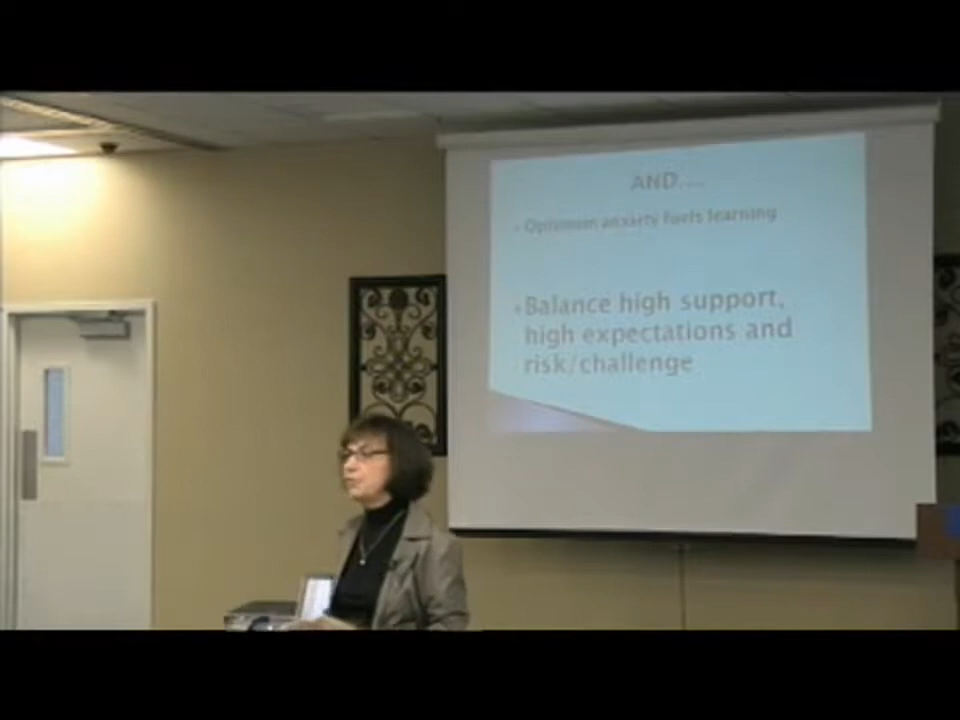 AND....
• Optimum anxiety fuels learning
• Balance high support,
high expectations and
risk/challenge